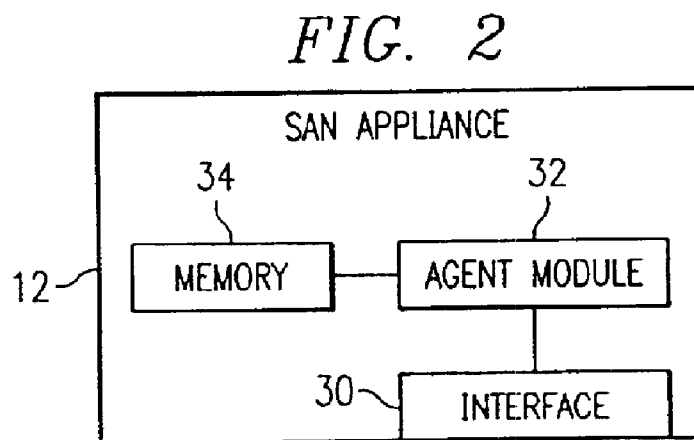 FIG. 2
SAN APPLIANCE
34
32
MEMORY
AGENT MODULE
12
30
INTERFACE